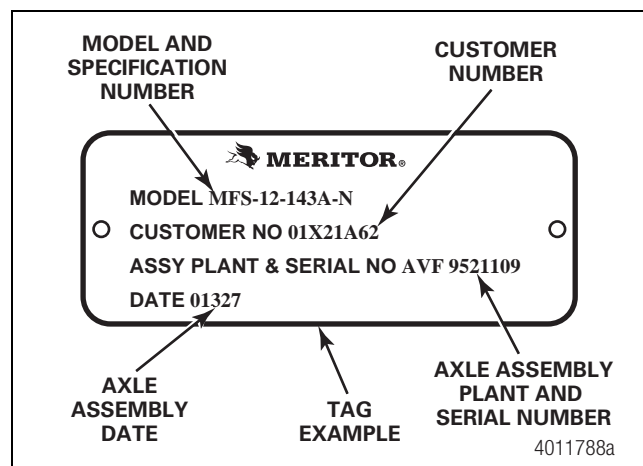 MODEL AND
SPECIFICATION
NUMBER
CUSTOMER
NUMBER
MERITOR®
MODEL MFS-12-143A-N
CUSTOMER NO 01X21A62
ASSY PLANT & SERIAL NO AVF 9521109
DATE 01327
AXLE
ASSEMBLY
DATE
TAG
EXAMPLE
AXLE ASSEMBLY
PLANT AND
SERIAL NUMBER
4011788a